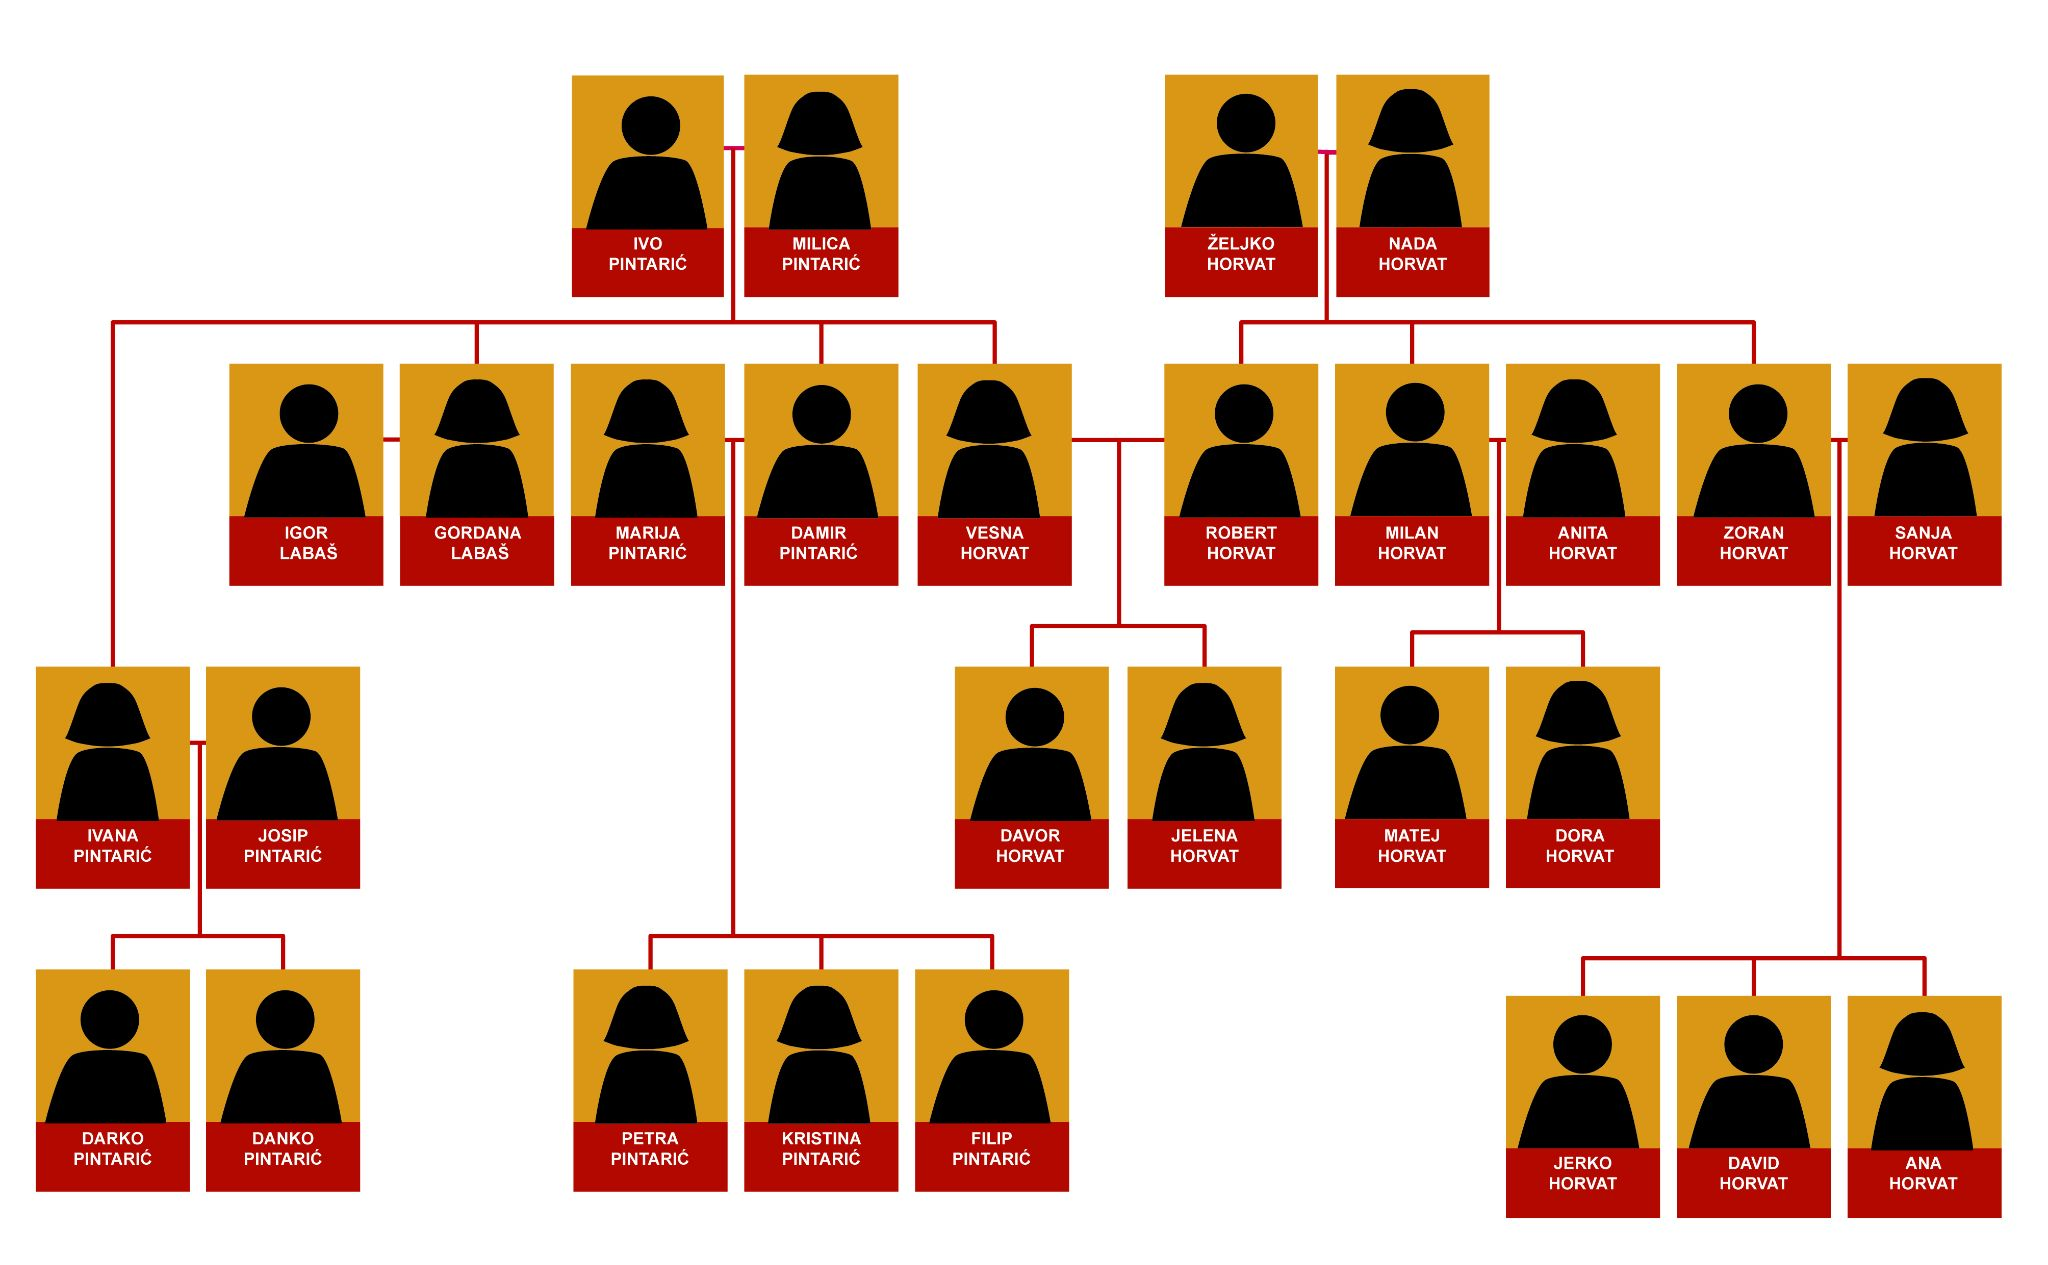 IVO
PINTARIĆ
MILICA
PINTARIĆ
ŽELJKO
HORVAT
NADA
HORVAT
IGOR
LABAŠ
GORDANA
LABAŠ
MARIJA
PINTARIĆ
DAMIR
PINTARIĆ
VESNA
HORVAT
ROBERT
HORVAT
MILAN
HORVAT
ANITA
HORVAT
ZORAN
HORVAT
SANJA
HORVAT
IVANA
PINTARIĆ
JOSIP
PINTARIĆ
DAVOR
HORVAT
JELENA
HORVAT
MATEJ
HORVAT
DORA
HORVAT
DARKO
PINTARIĆ
DANKO
PINTARIĆ
PETRA
PINTARIĆ
KRISTINA
PINTARIĆ
FILIP
PINTARIĆ
JERKO
HORVAT
DAVID
HORVAT
ANA
HORVAT